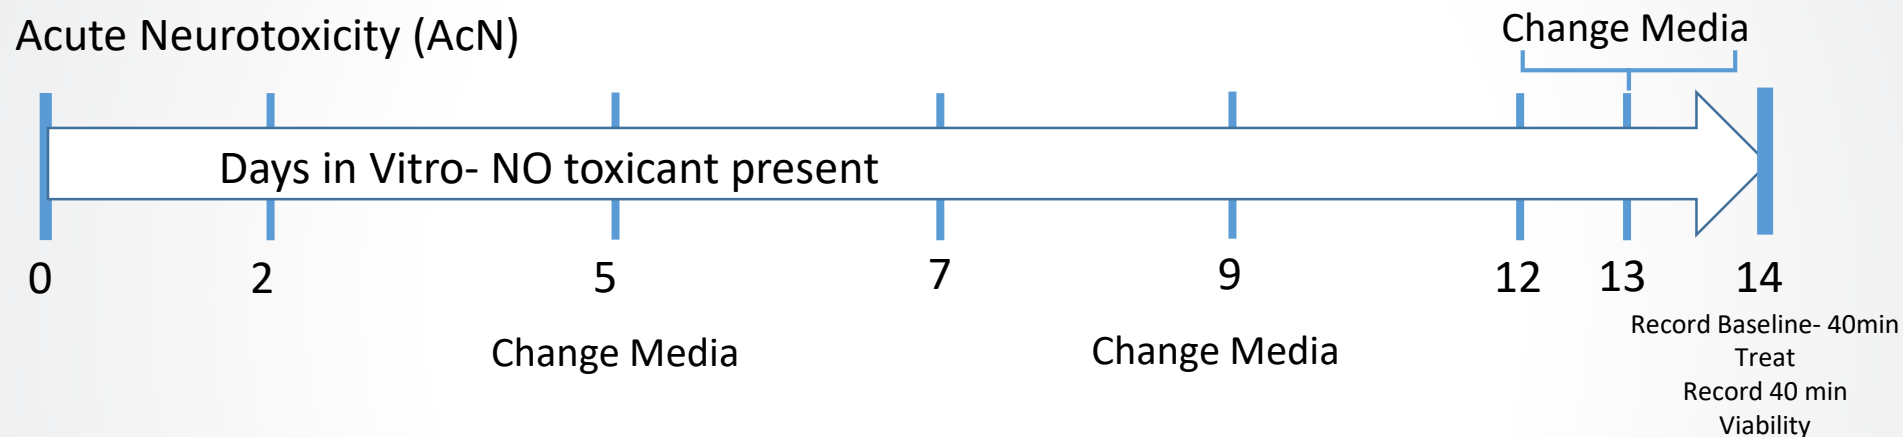 Acute Neurotoxicity (AcN)
Change Media
Days in Vitro- NO toxicant present
0
2
5
7
9
12
13
14
Change Media
Change Media
Record Baseline- 40min
Treat
Record 40 min
Viability